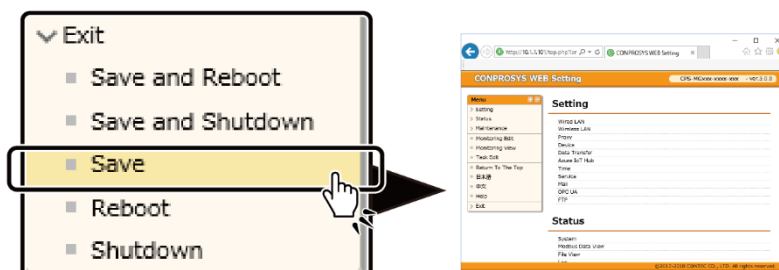 Exit
Save and Reboot
Save and Shutdown
Save
Reboot
Shutdown
CONPROSYS WEB Setting
CONPROSYS WEB Setting
Menu
Setting
Status
Maintenance
Monitoring Edit
Monitoring View
Task Edit
Return To The Top
日本語
中文
Help
Exit
Setting
Wired LAN
Wireless LAN
Proxy
Device
Data Transfer
Azure IoT Hub
Time
Service
Mail
OPC UA
FTP
Status
System
Modbus Data View
File View